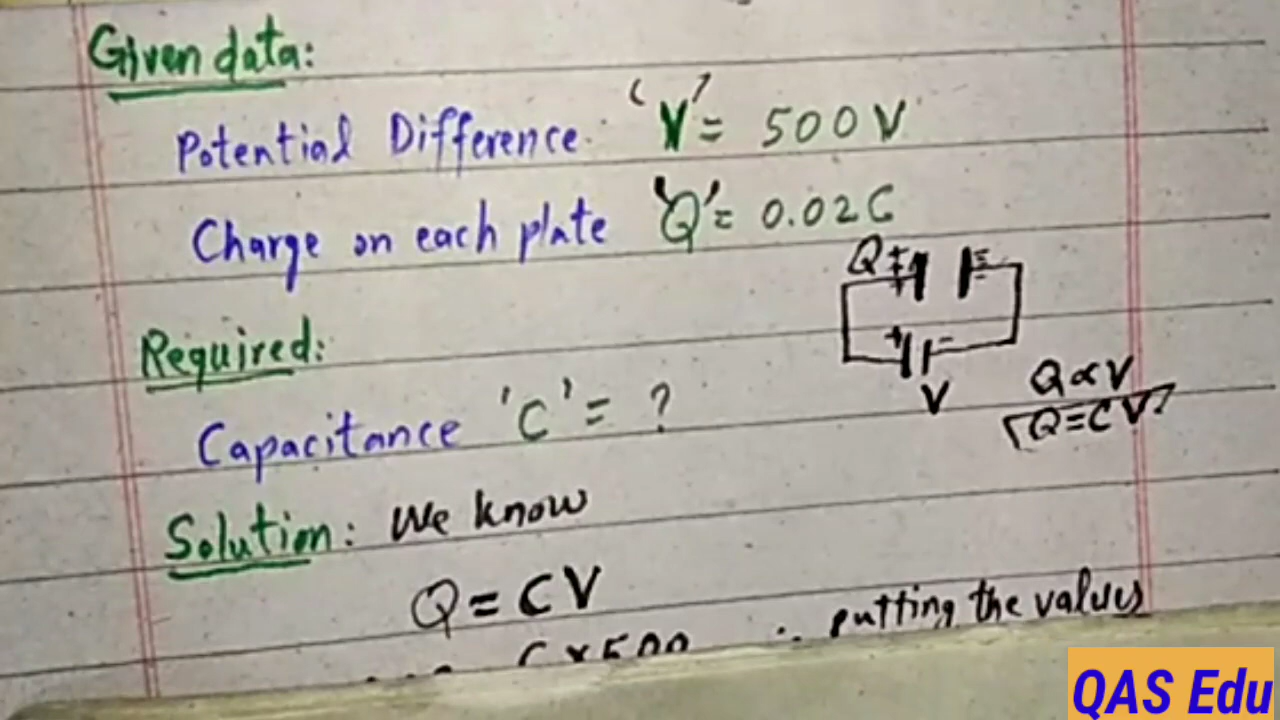 Given data:
Potential Difference 'V' = 500V
Charge on each plate 'Q' = 0.02C
Q
+
-
V
Required:
Q ∝ V
Q=CV
Capacitance 'C' = ?
Solution: We know
Q = CV
C × 500 ∴ putting the values
QAS Edu